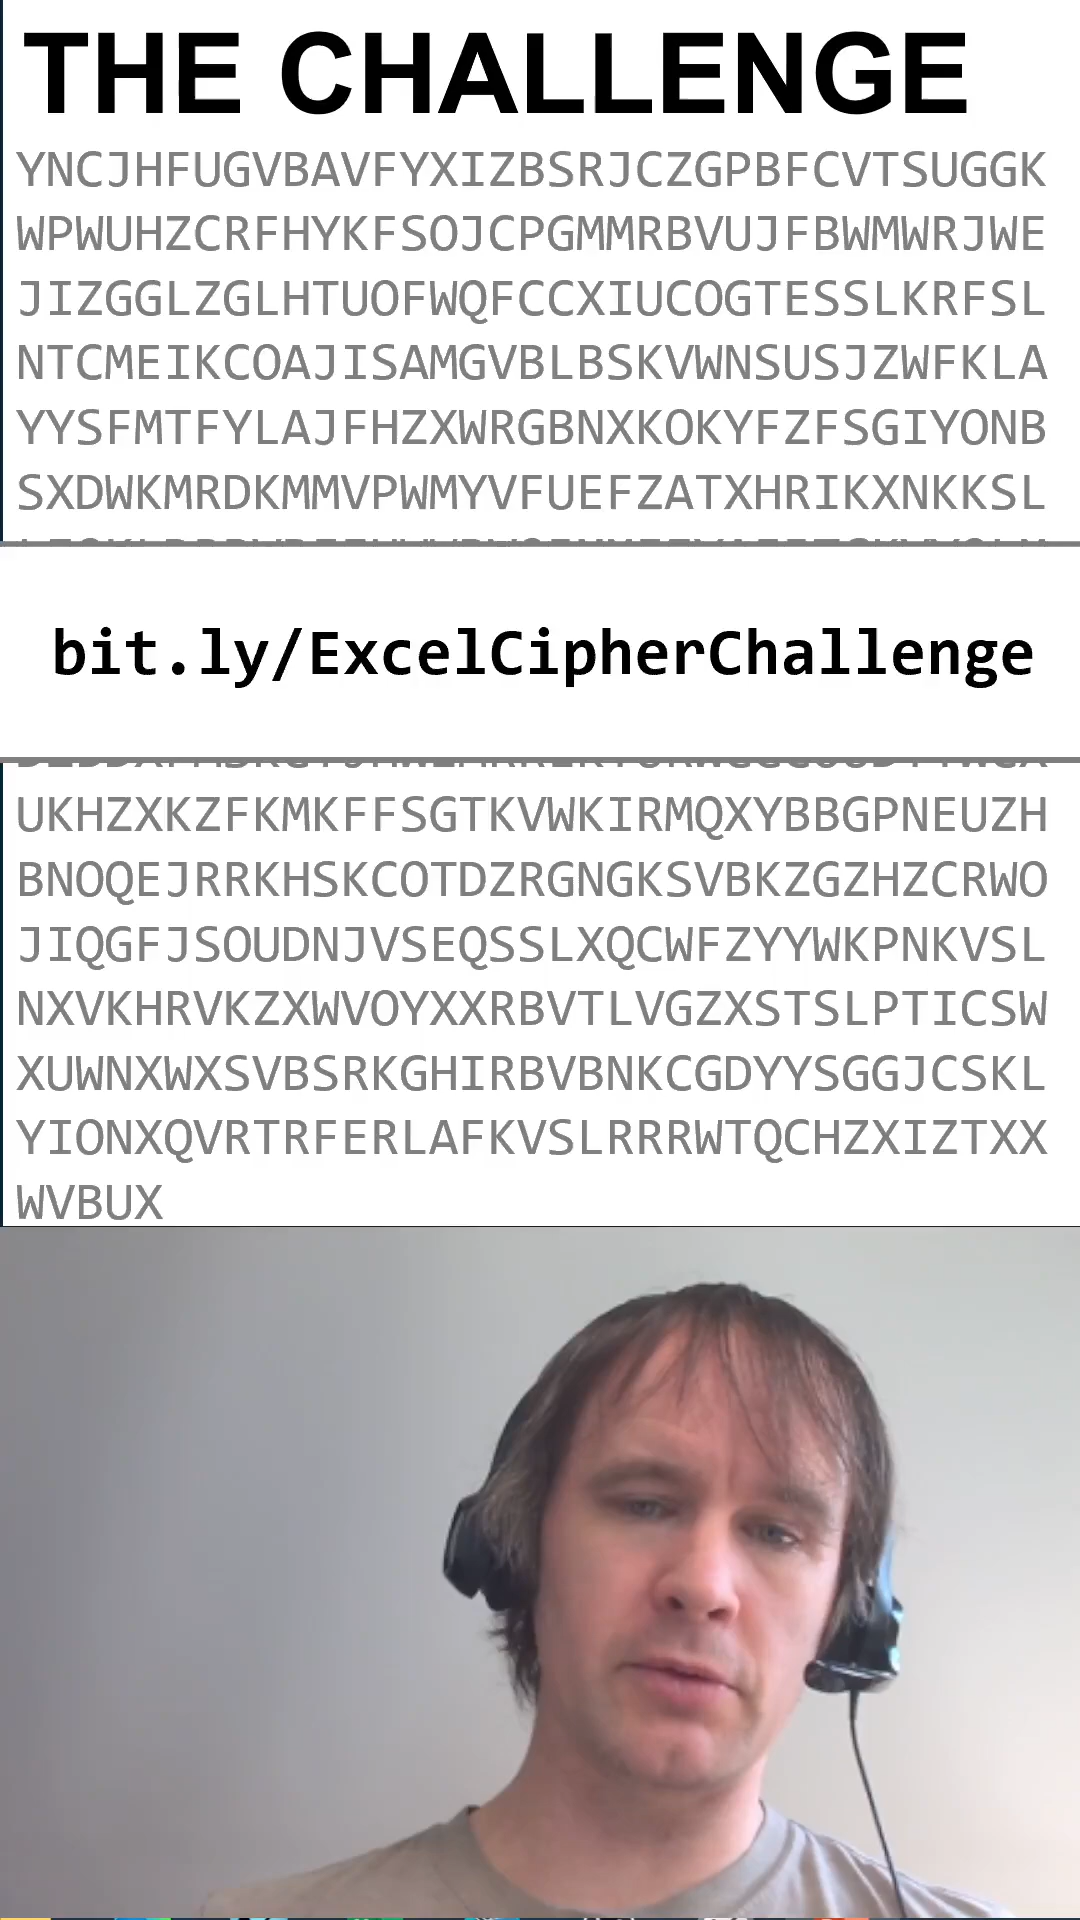 THE CHALLENGE
YNCJHFUGVBAVFYXIZBSRJCZGPBFCVTSUGGK
WPWUHZCRFHYKFSOJCPGMMRBVUJFBWMWRJWE
JIZGGLZGLHTUOFWQFCCXIUCOGTESSLKRFSL
NTCMEIKCOAJISAMGVBLBSKVWNSUSJZWFKLA
YYSFMTFYLAJFHZXWRGBNXKOKYFZFSGIYONB
SXDWKMRDKMMVPWMYVFUEFZATXHRIKXNKKSL
bit.ly/ExcelCipherChallenge
UKHZXKZFKMKFFSGTKVWKIRMQXYBBGPNEUZH
BNOQEJRRKHSKCOTDZRGNGKSVBKZGZHZCRWO
JIQGFJSOUDNJVSEQSSLXQCWFZYYWKPNKVSL
NXVKHRVKZXWVOYXXRBVTLVGZXSTSLPTICSW
XUWNXWXSVBSRKGHIRBVBNKCGDYYSGGJCSKL
YIONXQVRTRFERLAFKVSLRRRWTQCHZXIZTXX
WVBUX